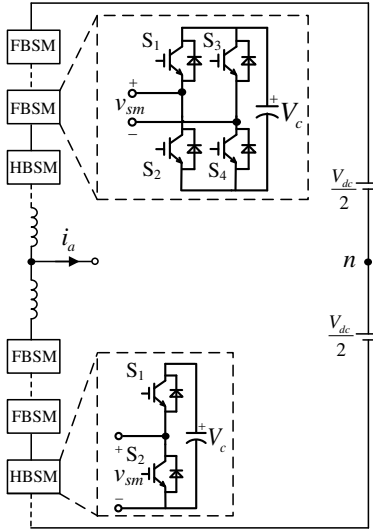 FBSM
FBSM
HBSM
S1
S3
+
vsm
−
S2
S4
+
Vc
ia
Vdc
2
n
Vdc
2
FBSM
FBSM
HBSM
S1
+
S2
vsm
−
+
Vc